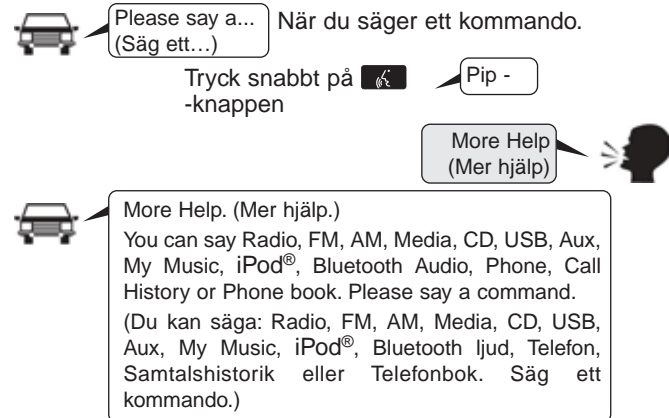 Please say a...
(Säg ett…)
När du säger ett kommando.
Tryck snabbt på
-knappen
Pip -
More Help
(Mer hjälp)
More Help. (Mer hjälp.)
You can say Radio, FM, AM, Media, CD, USB, Aux,
My Music, iPod®, Bluetooth Audio, Phone, Call
History or Phone book. Please say a command.
(Du kan säga: Radio, FM, AM, Media, CD, USB,
Aux, My Music, iPod®, Bluetooth ljud, Telefon,
Samtalshistorik eller Telefonbok. Säg ett
kommando.)